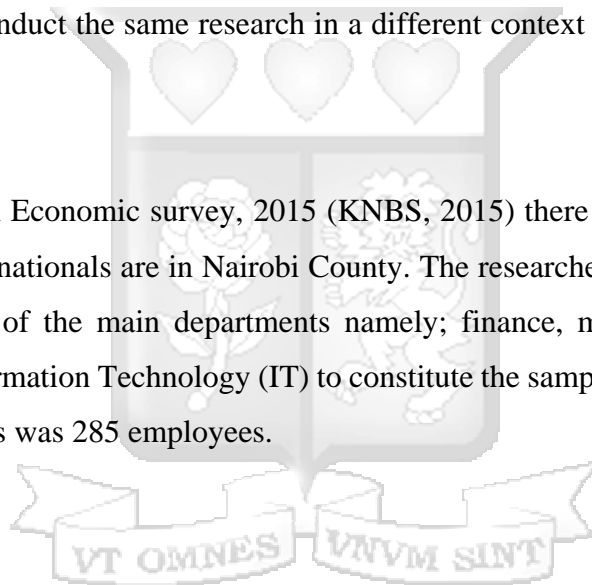 nduct the same research in a different context
Economic survey, 2015 (KNBS, 2015) there
nationals are in Nairobi County. The researche
of the main departments namely; finance, m
rmation Technology (IT) to constitute the samp
s was 285 employees.
VT OMNES VNVM SINT